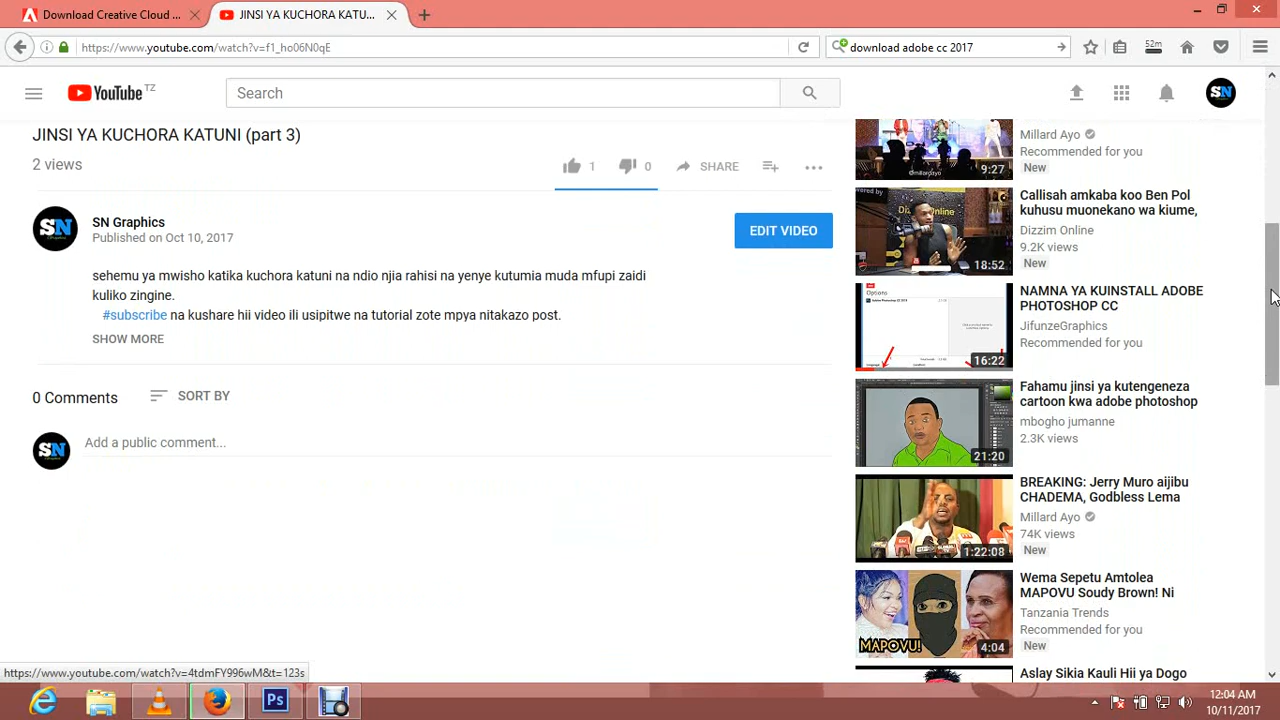 Download Creative Cloud ...
JINSI YA KUCHORA KATU...
https://www.youtube.com/watch?v=f1_ho06N0qE
download adobe cc 2017
52m
YouTube TZ
Search
SN
JINSI YA KUCHORA KATUNI (part 3)
2 views
1
0
SHARE
SN
SN Graphics
Published on Oct 10, 2017
EDIT VIDEO
sehemu ya mwisho katika kuchora
ndio njia rahisi na yenye kutumia muda mfupi zaidi
kuliko zingine.
#subscribe na kushare hii video ili usipitwe na tutorial zote mpya nitakazo post.
SHOW MORE
0 Comments
SORT BY
SN
Add a public comment...
@millardayo
9:27
Millard Ayo
Recommended for you
New
18:52
Callisah amkaba koo Ben Pol
kuhusu muonekano wa kiume,
Dizzim Online
9.2K views
New
Options
16:22
NAMNA YA KUINSTALL ADOBE
PHOTOSHOP CC
JifunzeGraphics
Recommended for you
21:20
Fahamu jinsi ya kutengeneza
cartoon kwa adobe photoshop
mbogho jumanne
2.3K views
1:22:08
BREAKING: Jerry Muro aijibu
CHADEMA, Godbless Lema
Millard Ayo
74K views
New
MAPOVU!
4:04
Wema Sepetu Amtolea
MAPOVU Soudy Brown! Ni
Tanzania Trends
Recommended for you
New
Aslay Sikia Kauli Hii ya Dogo
https://www.youtube.com/watch?v=4tdmFY996wM&t=123s
Ps
12:04 AM
10/11/2017